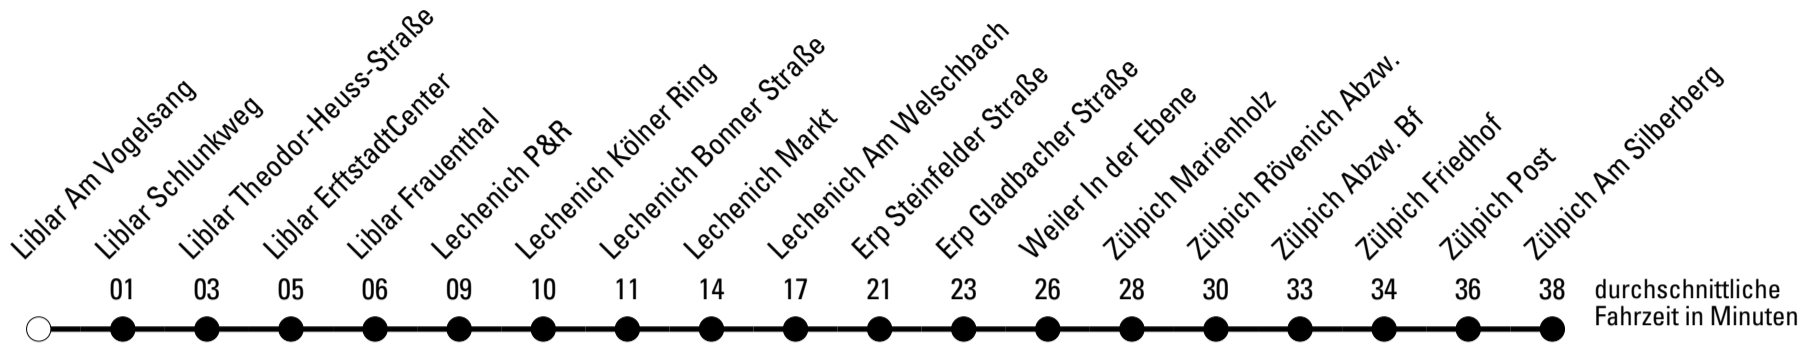 Liblar Am Vogelsang
Liblar Schlunkweg
Liblar Theodor-Heuss-Straße
Liblar ErftstadtCenter
Liblar Frauenthal
Lechenich P&R
Lechenich Kölner Ring
Lechenich Bonner Straße
Lechenich Markt
Lechenich Am Welschbach
Erp Steinfelder Straße
Erp Gladbacher Straße
Weiler In der Ebene
Zülpich Marienholz
Zülpich Rövenich Abzw.
Zülpich Abzw. Bf
Zülpich Friedhof
Zülpich Post
Zülpich Am Silberberg
01 03 05 06 09 10 11 14 17 21 23 26 28 30 33 34 36 38
durchschnittliche
Fahrzeit in Minuten